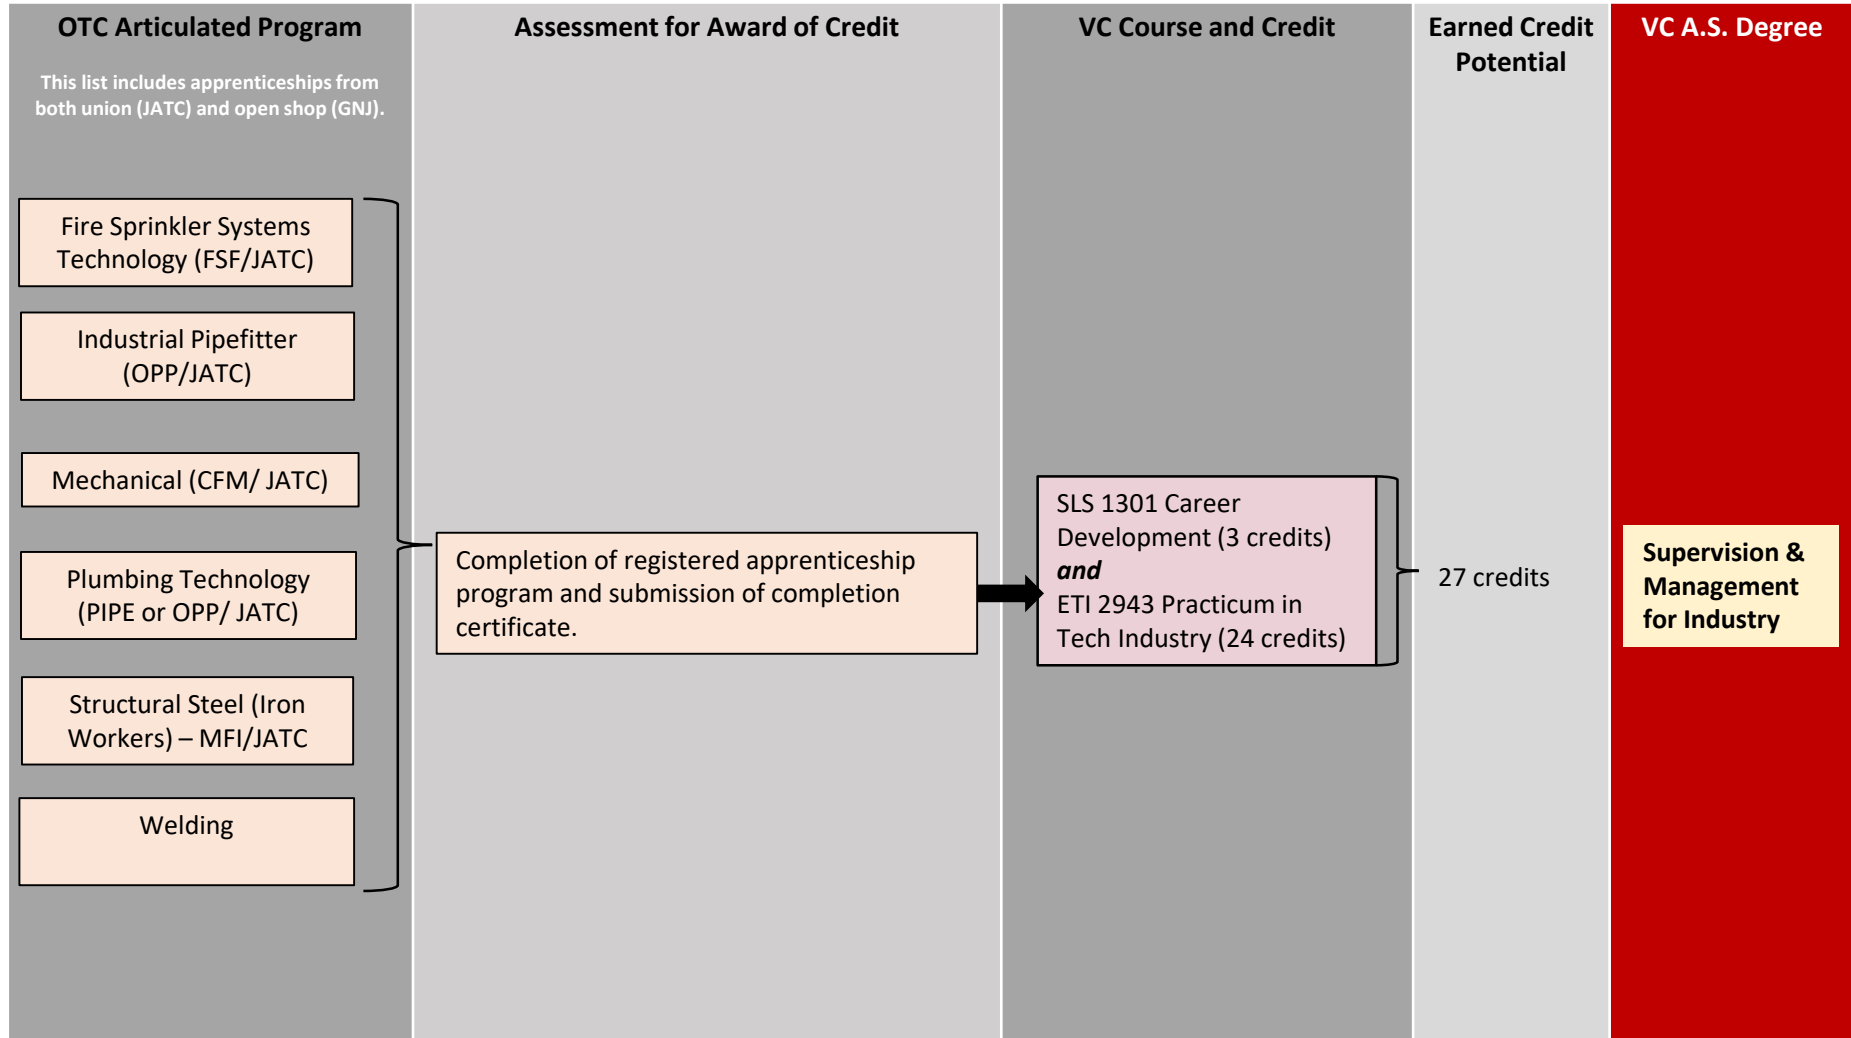 OTC Articulated Program
This list includes apprenticeships from
both union (JATC) and open shop (GNJ).
Fire Sprinkler Systems
Technology (FSF/JATC)
Industrial Pipefitter
(OPP/JATC)
Mechanical (CFM/ JATC)
Plumbing Technology
(PIPE or OPP/ JATC)
Structural Steel (Iron
Workers) – MFI/JATC
Welding
Assessment for Award of Credit
Completion of registered apprenticeship
program and submission of completion
certificate.
VC Course and Credit
SLS 1301 Career
Development (3 credits)
and
ETI 2943 Practicum in
Tech Industry (24 credits)
Earned Credit
Potential
27 credits
VC A.S. Degree
Supervision &
Management
for Industry